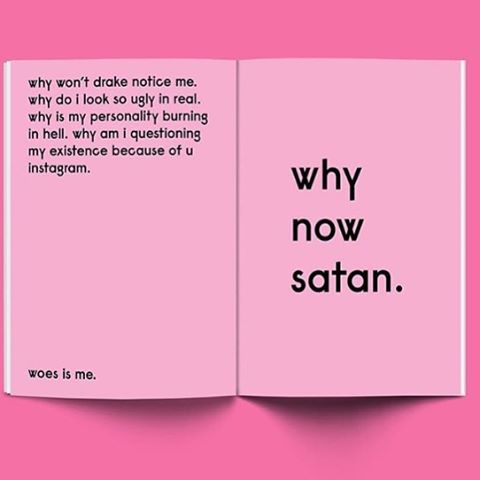 why won't drake notice me.
why do i look so ugly in real.
why is my personality burning
in hell. why am i questioning
my existence because of u
instagram.
woes is me.
why
now
satan.